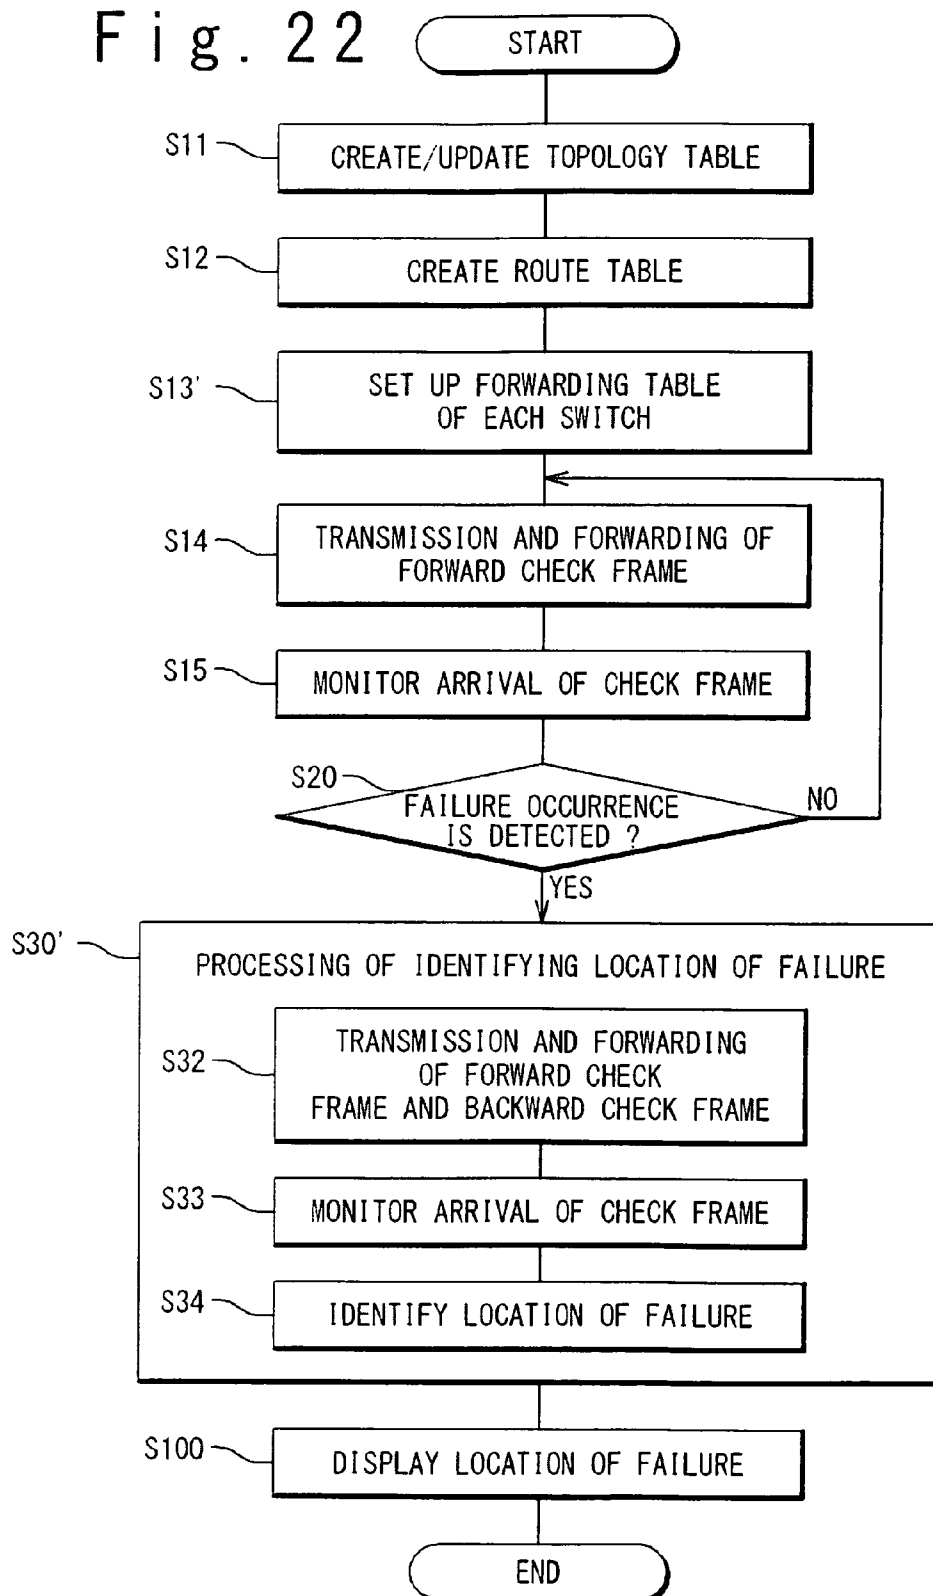 Fig. 22
START
S11
CREATE/UPDATE TOPOLOGY TABLE
S12
CREATE ROUTE TABLE
S13'
SET UP FORWARDING TABLE
OF EACH SWITCH
S14
TRANSMISSION AND FORWARDING OF
FORWARD CHECK FRAME
S15
MONITOR ARRIVAL OF CHECK FRAME
S20
FAILURE OCCURRENCE
IS DETECTED ?
NO
YES
S30'
PROCESSING OF IDENTIFYING LOCATION OF FAILURE
S32
TRANSMISSION AND FORWARDING
OF FORWARD CHECK
FRAME AND BACKWARD CHECK FRAME
S33
MONITOR ARRIVAL OF CHECK FRAME
S34
IDENTIFY LOCATION OF FAILURE
S100
DISPLAY LOCATION OF FAILURE
END